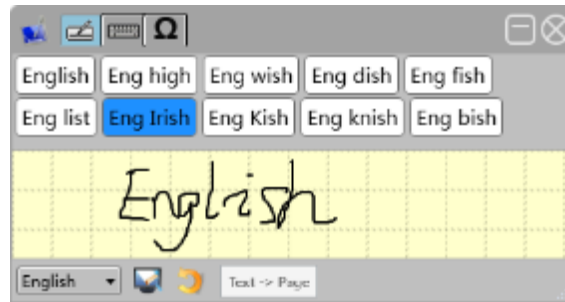 Ω
English Eng high Eng wish Eng dish Eng fish
Eng list Eng Irish Eng Kish Eng knish Eng bish
English
English Text -> Page